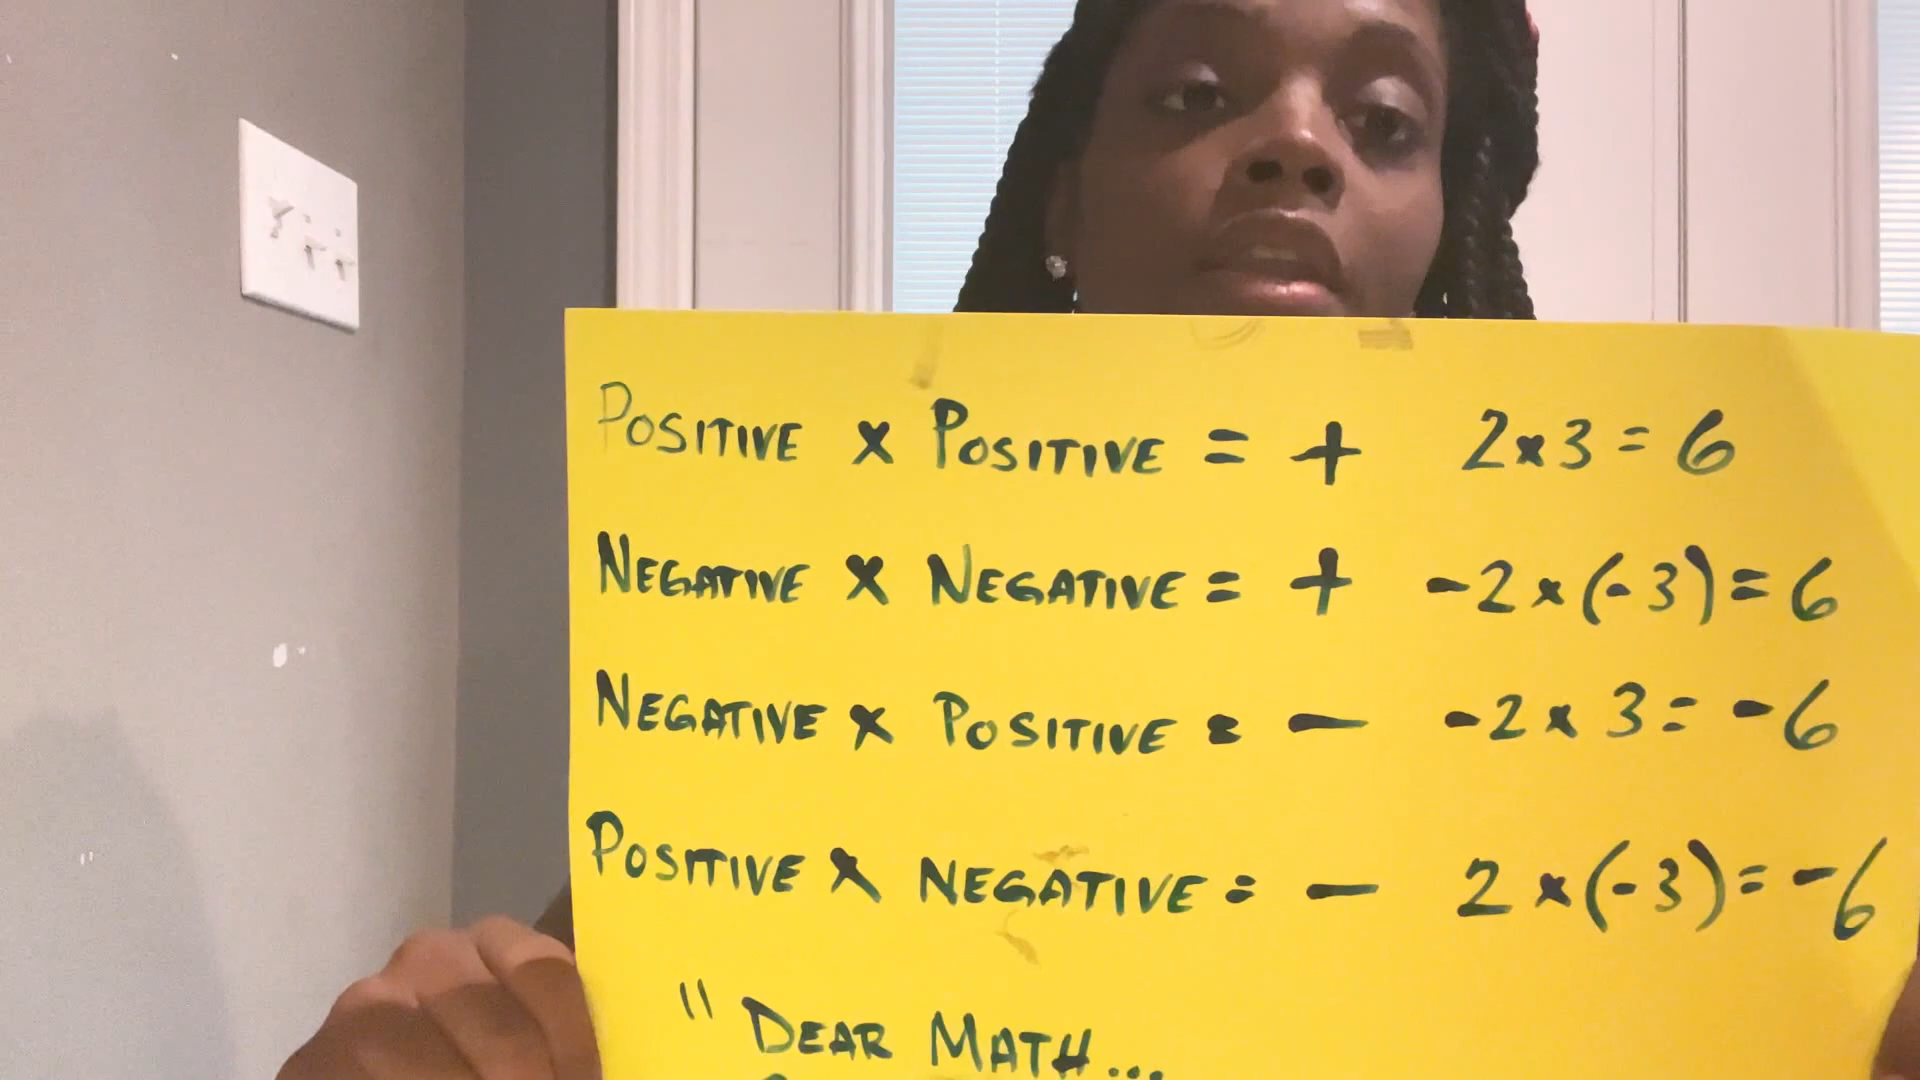 POSITIVE x POSITIVE = + 2x3 = 6
NEGATIVE x NEGATIVE = + -2x(-3) = 6
NEGATIVE x POSITIVE = - -2 x 3 = -6
POSITIVE x NEGATIVE = - 2 x(-3) = -6
"DEAR MATH...